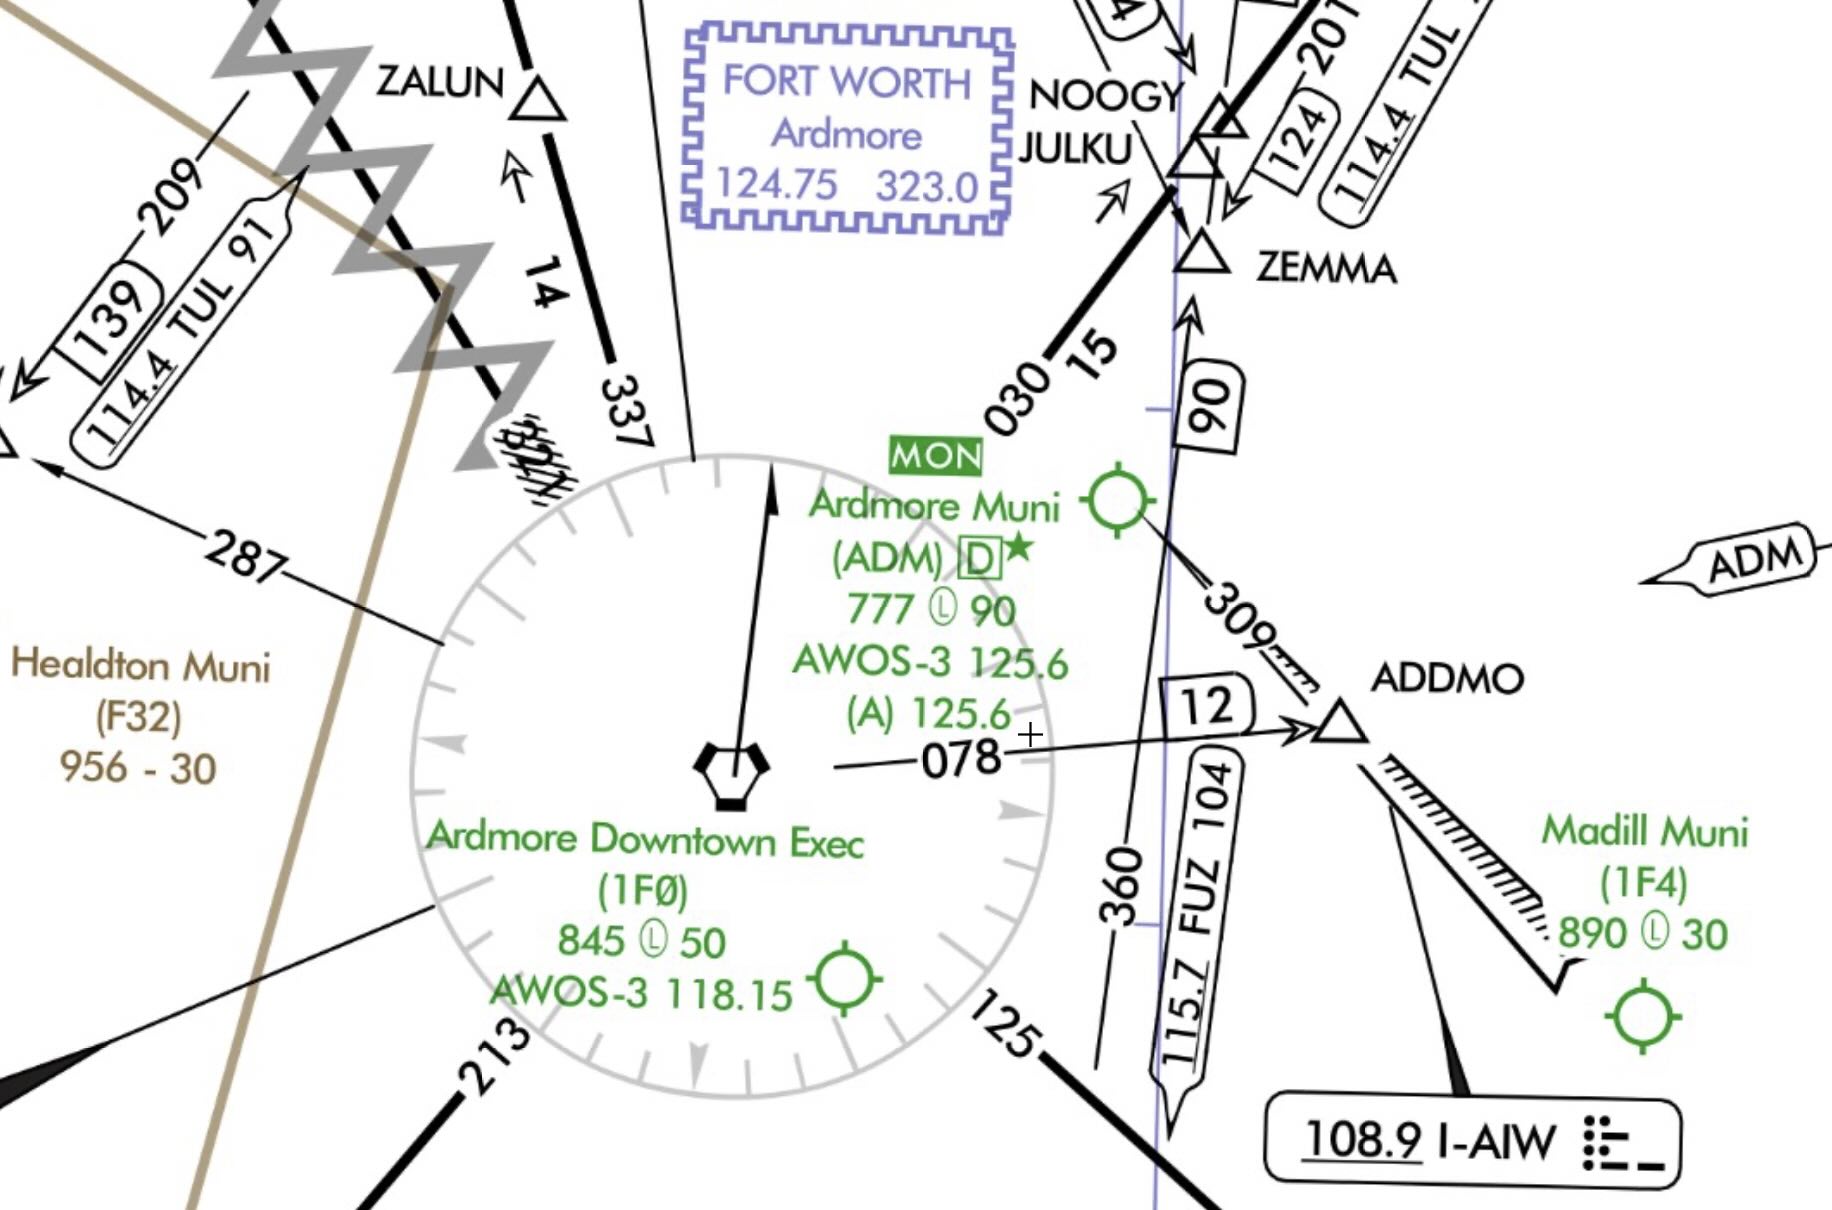 ZALUN
FORT WORTH
Ardmore
124.75 323.0
NOOGY
JULKU
201
124
114.4 TUL
ZEMMA
209
139
114.4 TUL 91
14
337
030
15
90
287
MON
Ardmore Muni
(ADM) D★
777 Ⓛ 90
AWOS-3 125.6
(A) 125.6
309
ADM
Healdton Muni
(F32)
956 - 30
ADDMO
12
078
Ardmore Downtown Exec
(1FØ)
845 Ⓛ 50
AWOS-3 118.15
360
115.7 FUZ 104
Madill Muni
(1F4)
890 Ⓛ 30
213
125
108.9 I-AIW